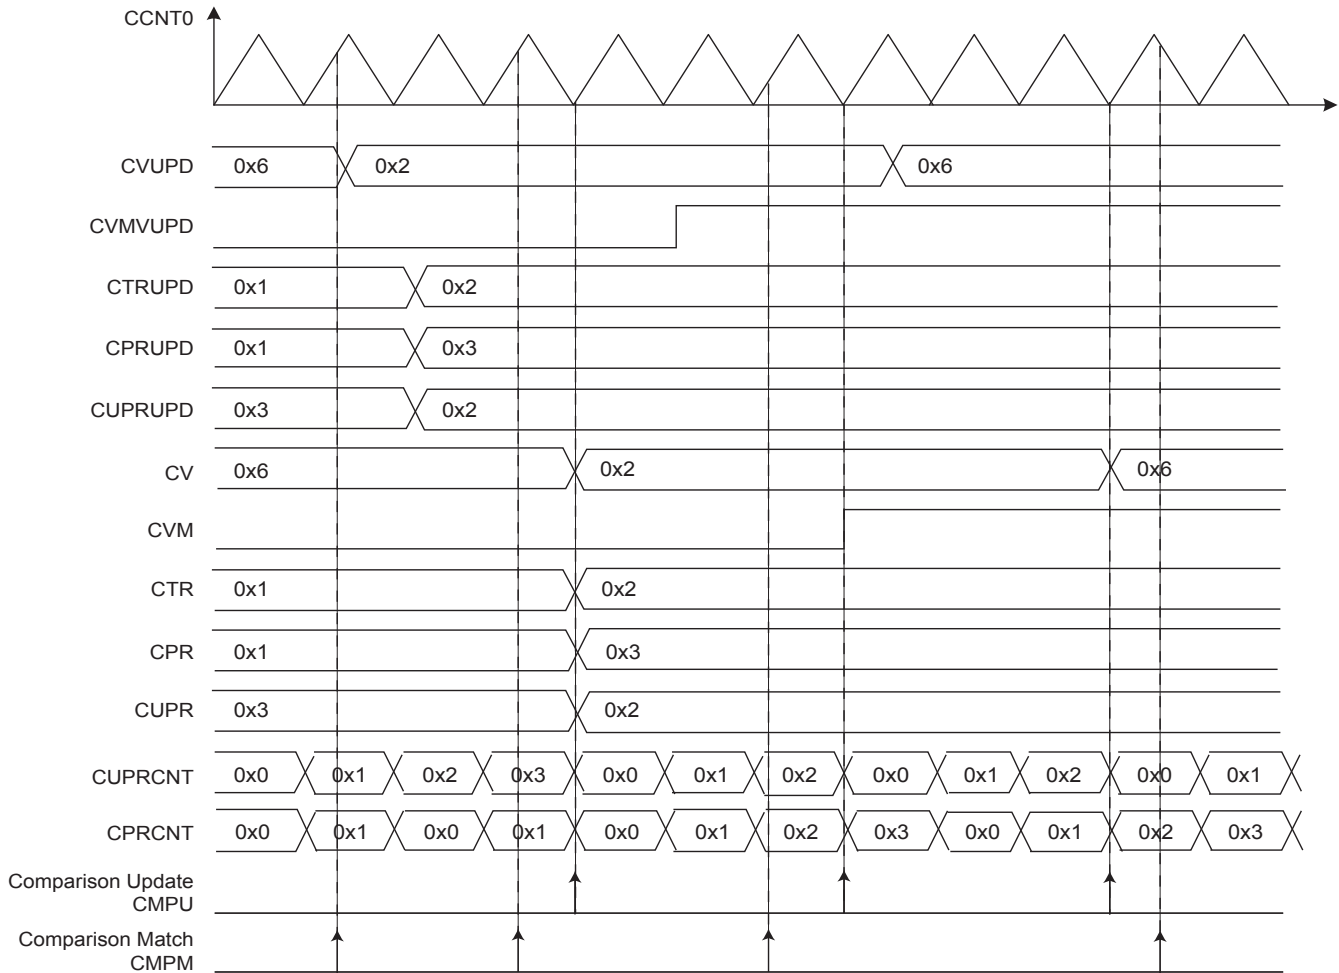 CCNT0
CVUPD 0x6 0x2 0x6
CVMVUPD
CTRUPD 0x1 0x2
CPRUPD 0x1 0x3
CUPRUPD 0x3 0x2
CV 0x6 0x2 0x6
CVM
CTR 0x1 0x2
CPR 0x1 0x3
CUPR 0x3 0x2
CUPRCNT 0x0 0x1 0x2 0x3 0x0 0x1 0x2 0x0 0x1 0x2 0x0 0x1
CPRCNT 0x0 0x1 0x0 0x1 0x0 0x1 0x2 0x3 0x0 0x1 0x2 0x3
Comparison Update
CMPU
Comparison Match
CMPM